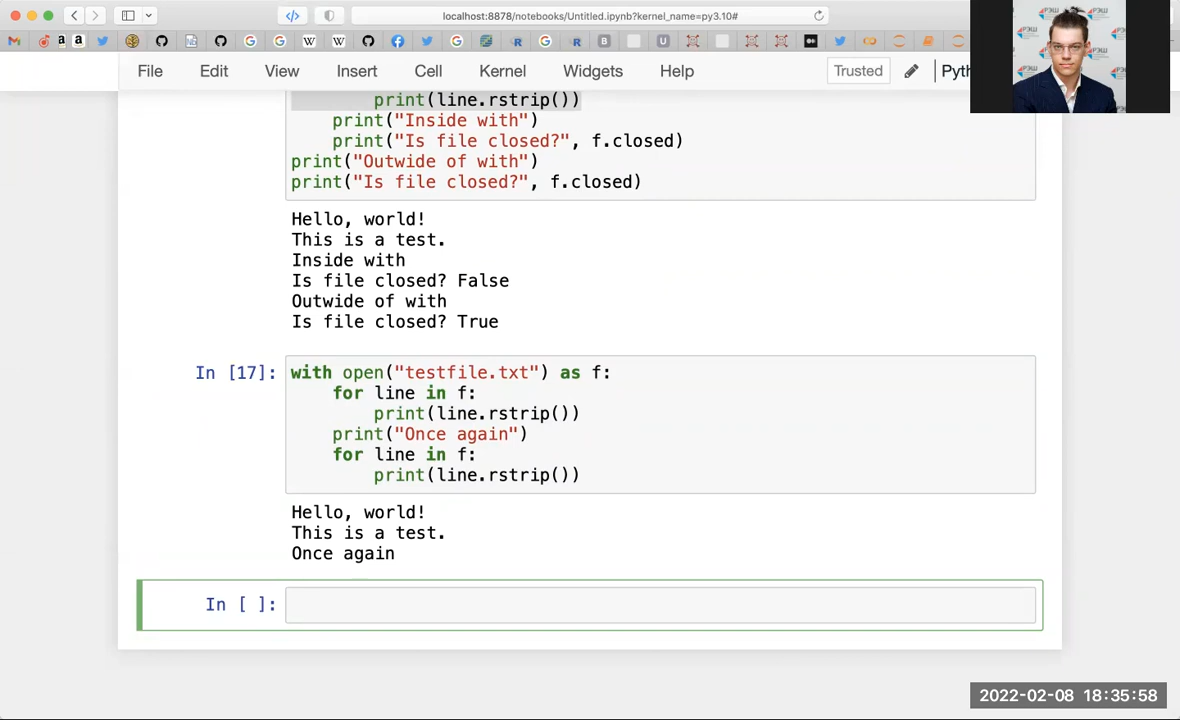 localhost:8878/notebooks/Untitled.ipynb?kernel_name=py3.10#
File Edit View Insert Cell Kernel Widgets Help Trusted Pyth
print(line.rstrip())
print("Inside with")
print("Is file closed?", f.closed)
print("Outwide of with")
print("Is file closed?", f.closed)
Hello, world!
This is a test.
Inside with
Is file closed? False
Outwide of with
Is file closed? True
In [17]: with open("testfile.txt") as f:
for line in f:
print(line.rstrip())
print("Once again")
for line in f:
print(line.rstrip())
Hello, world!
This is a test.
Once again
In [ ]:
2022-02-08 18:35:58